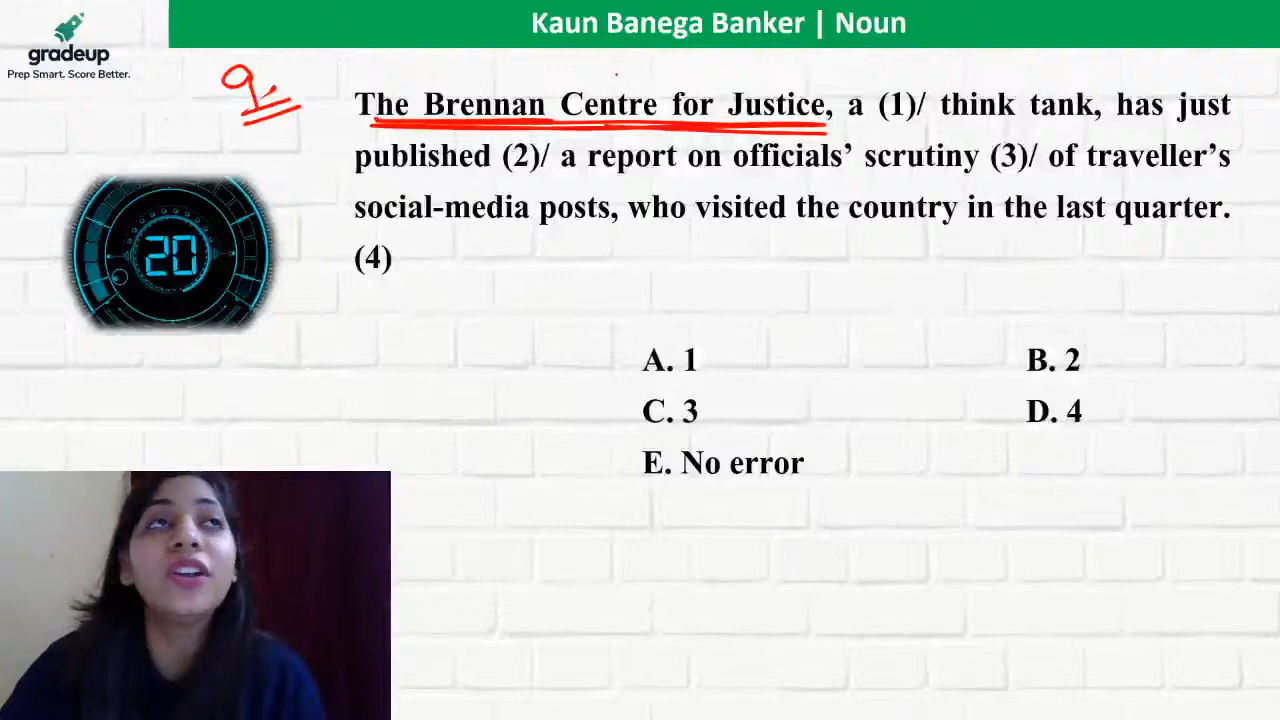 Kaun Banega Banker | Noun
gradeup
Prep Smart. Score Better.
9.
The Brennan Centre for Justice, a (1)/ think tank, has just
published (2)/ a report on officials’ scrutiny (3)/ of traveller’s
social-media posts, who visited the country in the last quarter.
(4)
20
A. 1
B. 2
C. 3
D. 4
E. No error